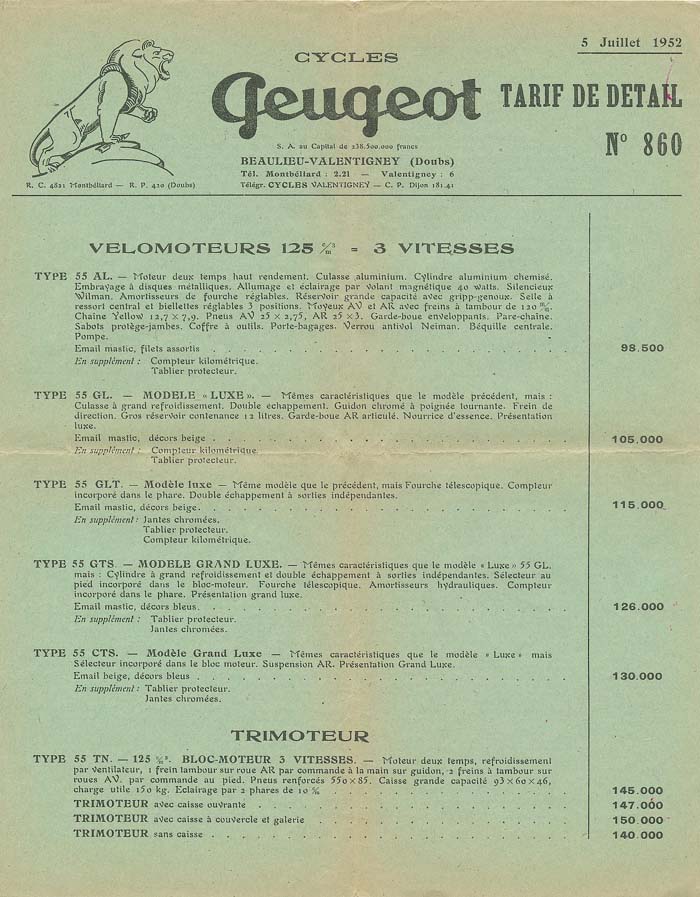 5 Juillet 1952
CYCLES
Peugeot
TARIF DE DETAIL
N° 860
S. A. au Capital de 238.500.000 francs
BEAULIEU-VALENTIGNEY (Doubs)
Tél. Montbéliard : 2.21 — Valentigney : 6
Télégr. CYCLES VALENTIGNEY — C. P. Dijon 181.41
R. C. 4821 Montbéliard — R. P. 420 (Doubs)
VELOMOTEURS 125 c/m3 = 3 VITESSES
TYPE 55 AL. — Moteur deux temps haut rendement. Culasse aluminium. Cylindre aluminium chemisé.
Embrayage à disques métalliques. Allumage et éclairage par volant magnétique 40 watts. Silencieux
Wilman. Amortisseurs de fourche réglables. Réservoir grande capacité avec gripp-genoux. Selle à
ressort central et biellettes réglables 3 positions. Moyeux AV et AR avec freins à tambour de 120 m/m.
Chaine Yellow 12,7 x 7,9. Pneus AV 25 x 2,75, AR 25 x 3. Garde-boue enveloppants. Pare-chaîne.
Sabots protège-jambes. Coffre à outils. Porte-bagages. Verrou antivol Neiman. Béquille centrale.
Pompe.
Email mastic, filets assortis . . . . . 98.500
En supplément : Compteur kilométrique.
Tablier protecteur.
TYPE 55 GL. — MODELE « LUXE ». — Mêmes caractéristiques que le modèle précédent, mais :
Culasse à grand refroidissement. Double échappement. Guidon chromé à poignée tournante. Frein de
direction. Gros réservoir contenance 12 litres. Garde-boue AR articulé. Nourrice d'essence. Présentation
luxe.
Email mastic, décors beige . . . . . 105.000
En supplément : Compteur kilométrique
Tablier protecteur.
TYPE 55 GLT. — Modèle luxe — Même modèle que le précédent, mais Fourche télescopique. Compteur
incorporé dans le phare. Double échappement à sorties indépendantes.
Email mastic, décors beige . . . . . 115.000
En supplément : Jantes chromées.
Tablier protecteur.
Compteur kilométrique.
TYPE 55 GTS. — MODELE GRAND LUXE. — Mêmes caractéristiques que le modèle « Luxe » 55 GL.
mais : Cylindre à grand refroidissement et double échappement à sorties indépendantes. Sélecteur au
pied incorporé dans le bloc-moteur. Fourche télescopique. Amortisseurs hydrauliques. Compteur
incorporé dans le phare. Présentation grand luxe.
Email mastic, décors bleus . . . . . 126.000
En supplément : Tablier protecteur.
Jantes chromées.
TYPE 55 CTS. — Modèle Grand Luxe — Mêmes caractéristiques que le modèle « Luxe » mais
Sélecteur incorporé dans le bloc moteur. Suspension AR. Présentation Grand Luxe.
Email beige, décors bleus . . . . . 130.000
En supplément : Tablier protecteur.
Jantes chromées.
TRIMOTEUR
TYPE 55 TN. — 125 c/m3. BLOC-MOTEUR 3 VITESSES. — Moteur deux temps, refroidissement
par ventilateur, 1 frein tambour sur roue AR par commande à la main sur guidon, 2 freins à tambour sur
roues AV. par commande au pied. Pneus renforcés 550 x 85. Caisse grande capacité 93 x 60 x 46,
charge utile 150 kg. Eclairage par 2 phares de 10 c/m . . . . . 145.000
TRIMOTEUR avec caisse ouvrante . . . . . 147.000
TRIMOTEUR avec caisse à couvercle et galerie . . . . . 150.000
TRIMOTEUR sans caisse . . . . . 140.000